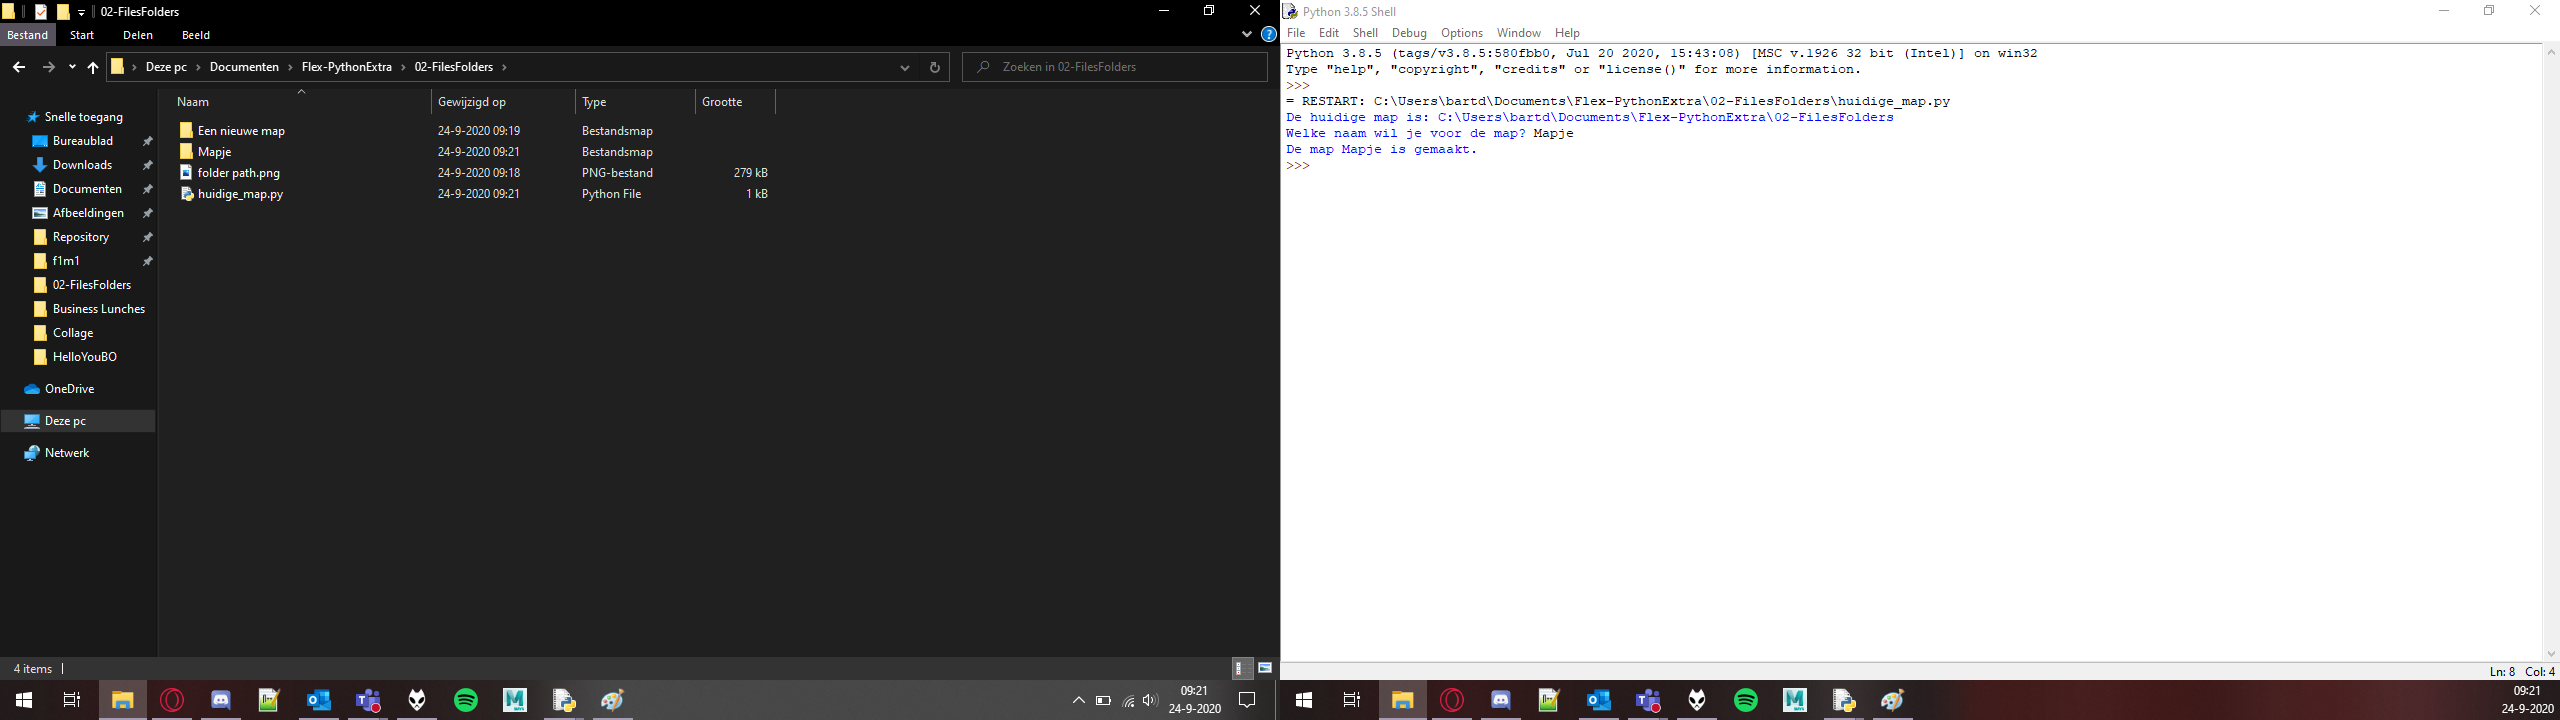 02-FilesFolders
Bestand Start Delen Beeld
Deze pc Documenten Flex-PythonExtra 02-FilesFolders
Zoeken in 02-FilesFolders
Snelle toegang
Bureaublad
Downloads
Documenten
Afbeeldingen
Repository
f1m1
02-FilesFolders
Business Lunches
Collage
HelloYouBO
OneDrive
Deze pc
Netwerk
Naam Gewijzigd op Type Grootte
Een nieuwe map 24-9-2020 09:19 Bestandsmap
Mapje 24-9-2020 09:21 Bestandsmap
folder path.png 24-9-2020 09:18 PNG-bestand 279 kB
huidige_map.py 24-9-2020 09:21 Python File 1 kB
4 items
09:21
24-9-2020
Python 3.8.5 Shell
File Edit Shell Debug Options Window Help
Python 3.8.5 (tags/v3.8.5:580fbb0, Jul 20 2020, 15:43:08) [MSC v.1926 32 bit (Intel)] on win32
Type "help", "copyright", "credits" or "license()" for more information.
>>>
= RESTART: C:\Users\bartd\Documents\Flex-PythonExtra\02-FilesFolders\huidige_map.py
De huidige map is: C:\Users\bartd\Documents\Flex-PythonExtra\02-FilesFolders
Welke naam wil je voor de map? Mapje
De map Mapje is gemaakt.
>>>
Ln: 8 Col: 4
09:21
24-9-2020